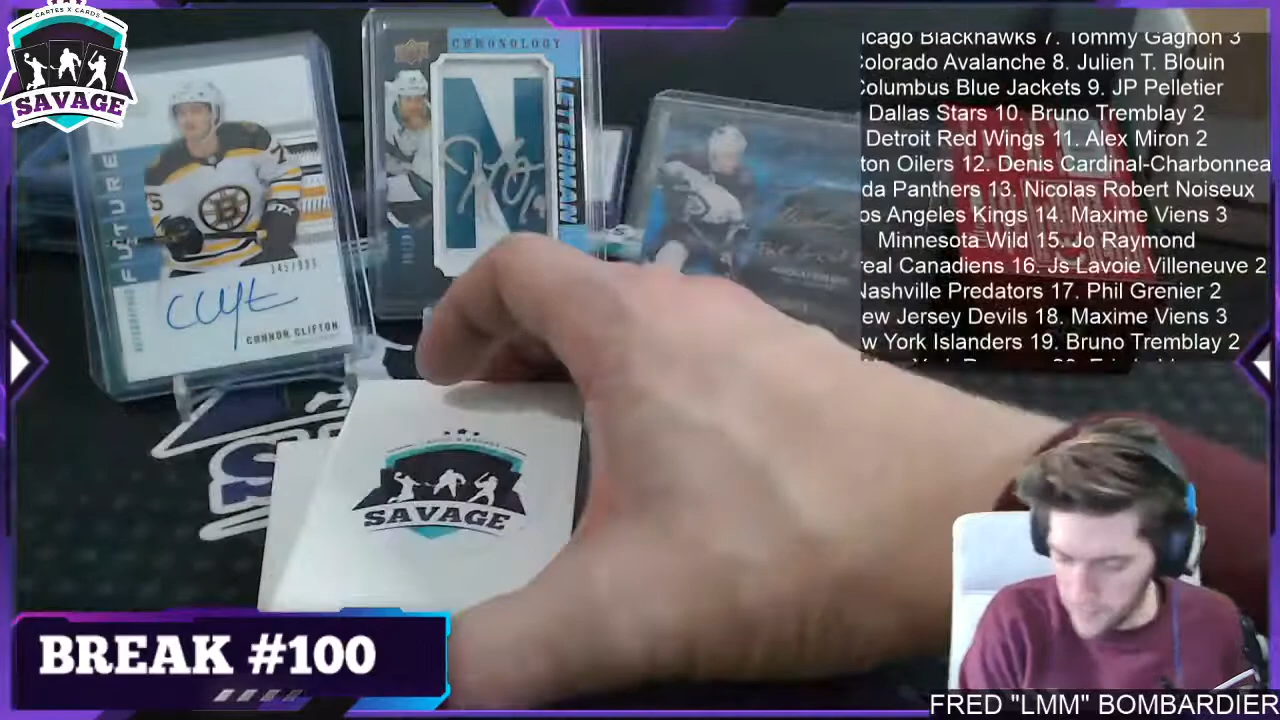 CARTES X CARDS
SAVAGE
FUTURE
AUTOGRAPHED
CONNOR CLIFTON
CHRONOLOGY
LETTERMAN
icago Blackhawks 7. Tommy Gagnon 3
Colorado Avalanche 8. Julien T. Blouin
Columbus Blue Jackets 9. JP Pelletier
Dallas Stars 10. Bruno Tremblay 2
Detroit Red Wings 11. Alex Miron 2
ton Oilers 12. Denis Cardinal-Charbonnea
da Panthers 13. Nicolas Robert Noiseux
os Angeles Kings 14. Maxime Viens 3
Minnesota Wild 15. Jo Raymond
real Canadiens 16. Js Lavoie Villeneuve 2
Nashville Predators 17. Phil Grenier 2
ew Jersey Devils 18. Maxime Viens 3
w York Islanders 19. Bruno Tremblay 2
SAVAGE
BREAK #100
FRED "LMM" BOMBARDIER